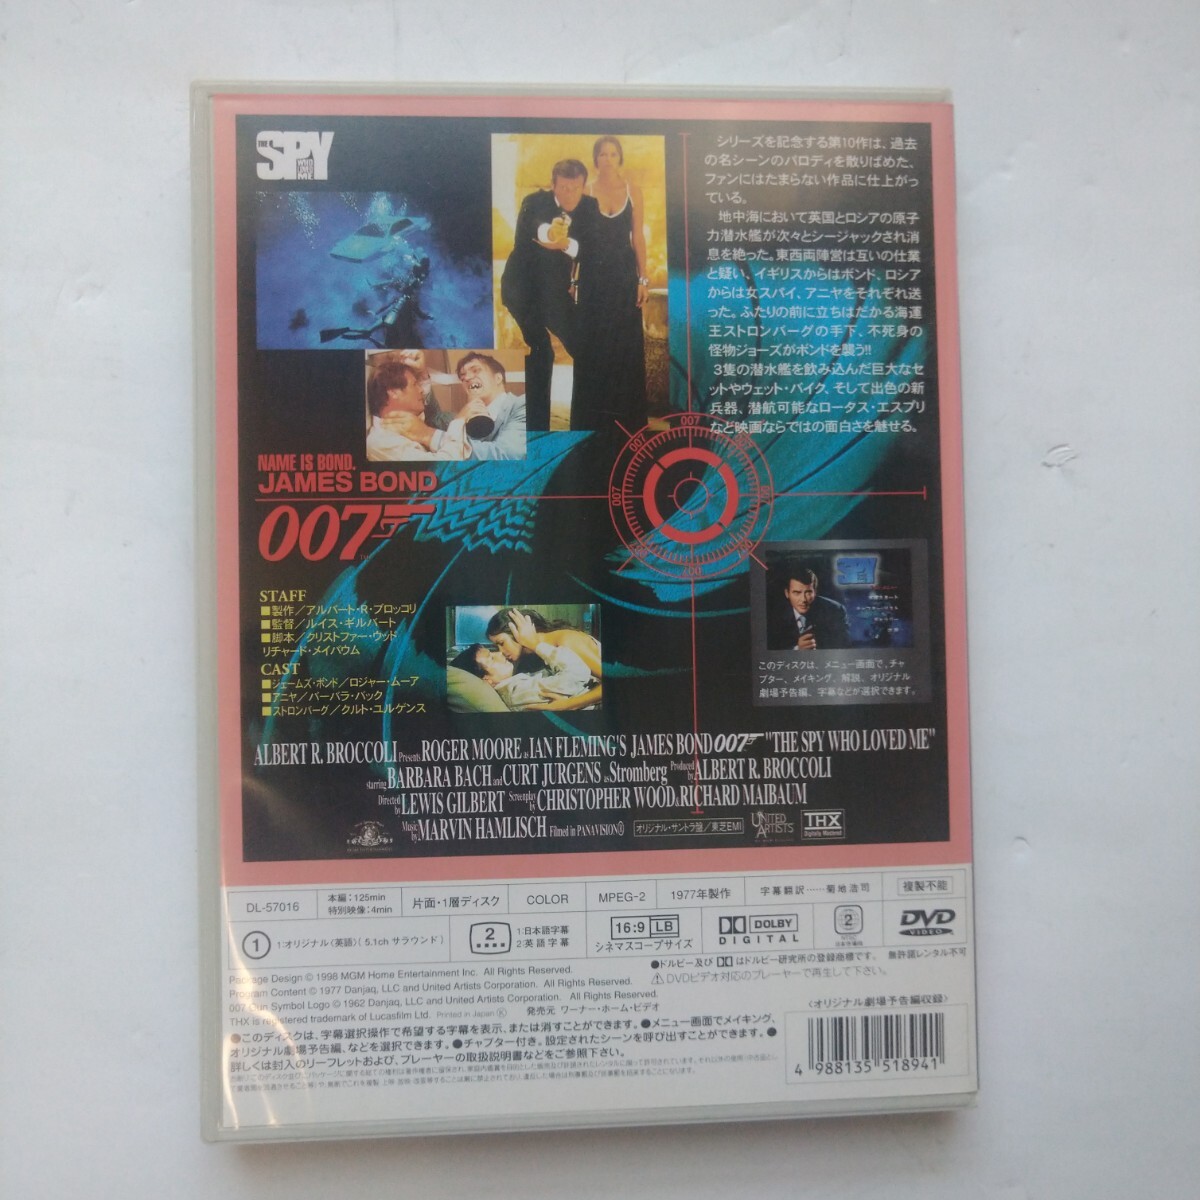 THE
SPY
WHO
LOVED
ME
シリーズを記念する第10作は、過去
の名シーンのパロディを散りばめた、
ファンにはたまらない作品に仕上がっ
ている。
地中海において英国とロシアの原子
力潜水艦が次々とシージャックされ消
息を絶った。東西両陣営は互いの仕業
と疑い、イギリスからはボンド、ロシア
からは女スパイ、アニヤをそれぞれ送
った。ふたりの前に立ちはだかる海運
王ストロンバーグの手下、不死身の
怪物ジョーズがボンドを襲う!!
3隻の潜水艦を飲み込んだ巨大なセ
ットやウェット・バイク、そして出色の新
兵器、潜航可能なロータス・エスプリ
など映画ならではの面白さを魅せる。
NAME IS BOND.
JAMES BOND
007
STAFF
■製作/アルバート・R・ブロッコリ
■監督/ルイス・ギルバート
■脚本/クリストファー・ウッド
リチャード・メイバウム
CAST
■ジェームズ・ボンド/ロジャー・ムーア
■アニヤ/バーバラ・バック
■ストロンバーグ/クルト・ユルゲンス
007
007
007
SPY
このディスクは、メニュー画面で、チャ
プター、メイキング、解説、オリジナル
劇場予告編、字幕などが選択できます。
ALBERT R. BROCCOLI Presents ROGER MOORE as IAN FLEMING'S JAMES BOND 007 "THE SPY WHO LOVED ME"
starring BARBARA BACH and CURT JURGENS as Stromberg Produced by ALBERT R. BROCCOLI
Directed by LEWIS GILBERT Screenplay by CHRISTOPHER WOOD & RICHARD MAIBAUM
Music by MARVIN HAMLISCH Filmed in PANAVISION®
オリジナル・サントラ盤/東芝EMI
UNITED ARTISTS
THX
Digitally Mastered
DL-57016
本編:125min
特別映像:4min
片面・1層ディスク
COLOR
MPEG-2
1977年製作
字幕翻訳……菊地浩司
複製不能
1 1:オリジナル〈英語〉(5.1ch サラウンド)
2
1:日本語字幕
2:英語字幕
16:9 LB
シネマスコープサイズ
DOLBY
DIGITAL
2
DVD
VIDEO
無許諾レンタル不可
●ドルビー及びはドルビー研究所の登録商標です。
⚠DVDビデオ対応のプレーヤーで再生して下さい。
Package Design © 1998 MGM Home Entertainment Inc. All Rights Reserved.
Program Content © 1977 Danjaq, LLC and United Artists Corporation. All Rights Reserved.
007 Gun Symbol Logo © 1962 Danjaq, LLC and United Artists Corporation. All Rights Reserved.
THX is registered trademark of Lucasfilm Ltd. Printed in Japan Ⓚ 発売元 ワーナー・ホーム・ビデオ
●このディスクは、字幕選択操作で希望する字幕を表示、または消すことができます。●メニュー画面でメイキング、
オリジナル劇場予告編、などを選択できます。●チャプター付き。設定されたシーンを呼び出すことができます。●
詳しくは封入のリーフレットおよび、プレーヤーの取扱説明書などをご参照下さい。
〈オリジナル劇場予告編収録〉
4 988135 518941